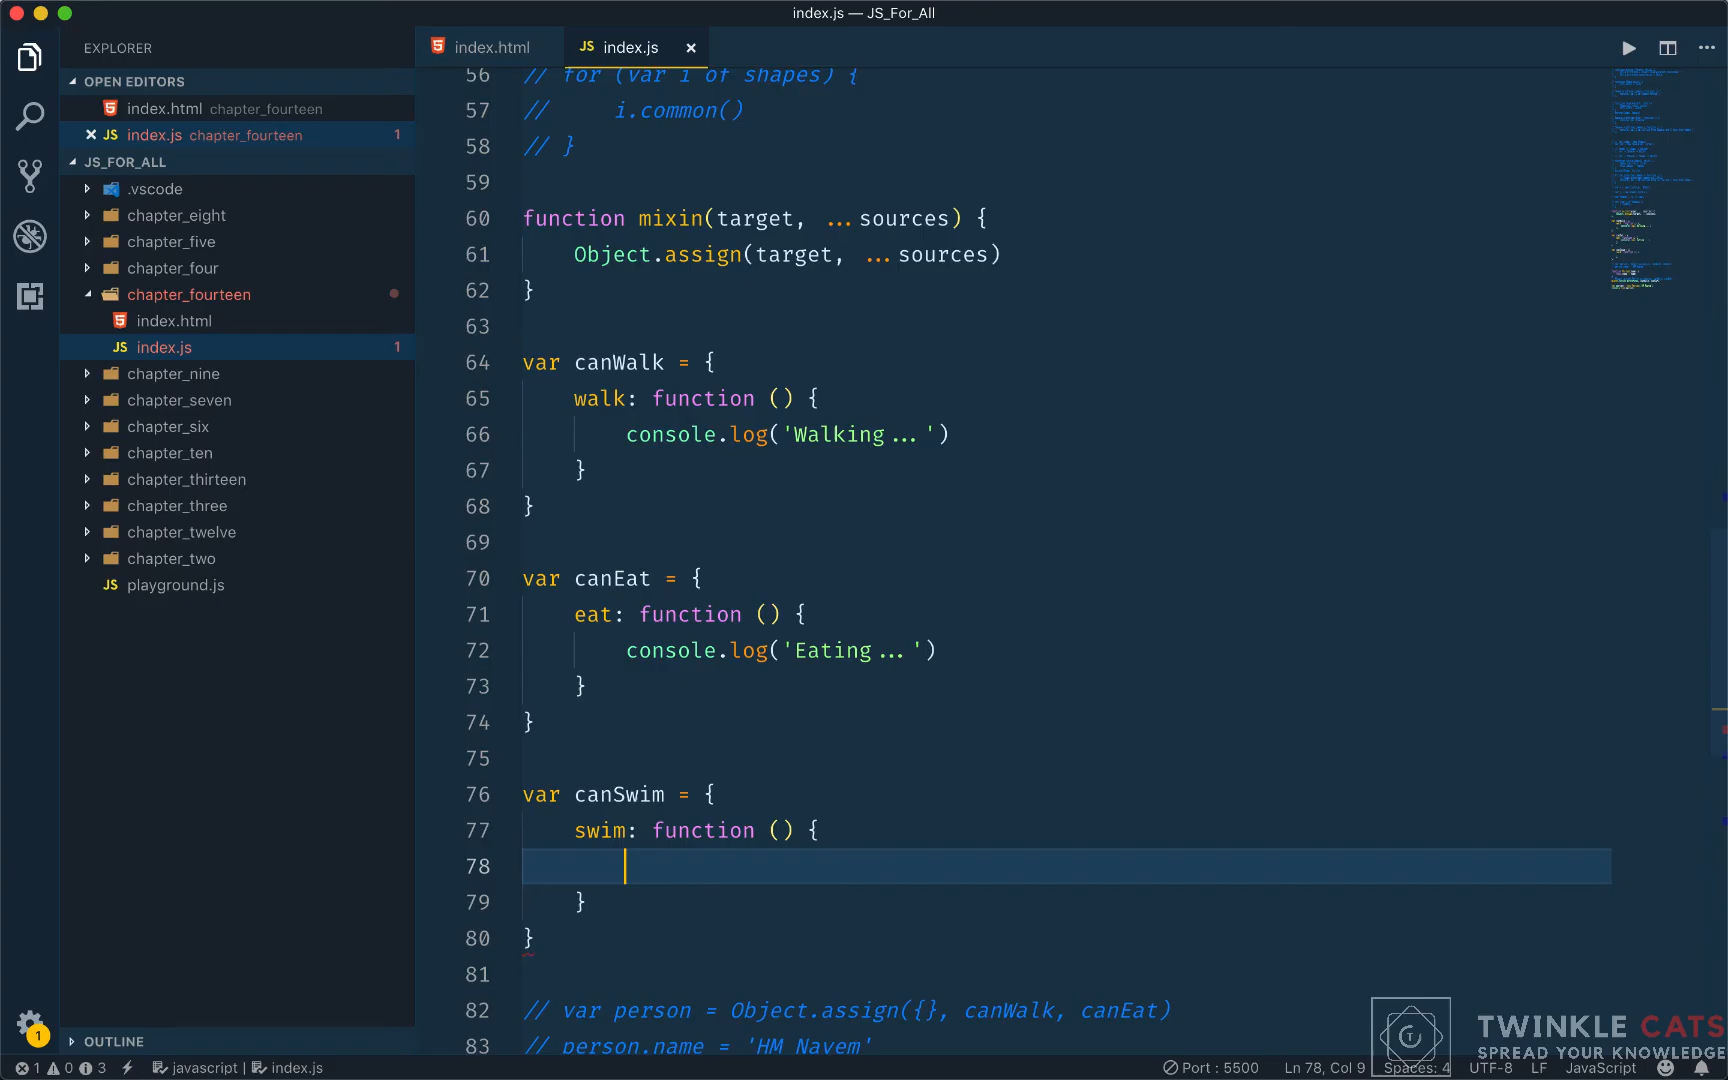 index.js — JS_For_All
EXPLORER
OPEN EDITORS
index.html chapter_fourteen
JS index.js chapter_fourteen 1
JS_FOR_ALL
.vscode
chapter_eight
chapter_five
chapter_four
chapter_fourteen
index.html
JS index.js 1
chapter_nine
chapter_seven
chapter_six
chapter_ten
chapter_thirteen
chapter_three
chapter_twelve
chapter_two
JS playground.js
OUTLINE
1
index.html
JS index.js
56 // for (var i of shapes) {
57 //     i.common()
58 // }
59
60 function mixin(target, ...sources) {
61     Object.assign(target, ...sources)
62 }
63
64 var canWalk = {
65     walk: function () {
66         console.log('Walking...')
67     }
68 }
69
70 var canEat = {
71     eat: function () {
72         console.log('Eating...')
73     }
74 }
75
76 var canSwim = {
77     swim: function () {
78
79     }
80 }
81
82 // var person = Object.assign({}, canWalk, canEat)
83 // person.name = 'HM Nayem'
TWINKLE CATS
SPREAD YOUR KNOWLEDGE
1 0 3 javascript | index.js Port : 5500 Ln 78, Col 9 Spaces: 4 UTF-8 LF JavaScript